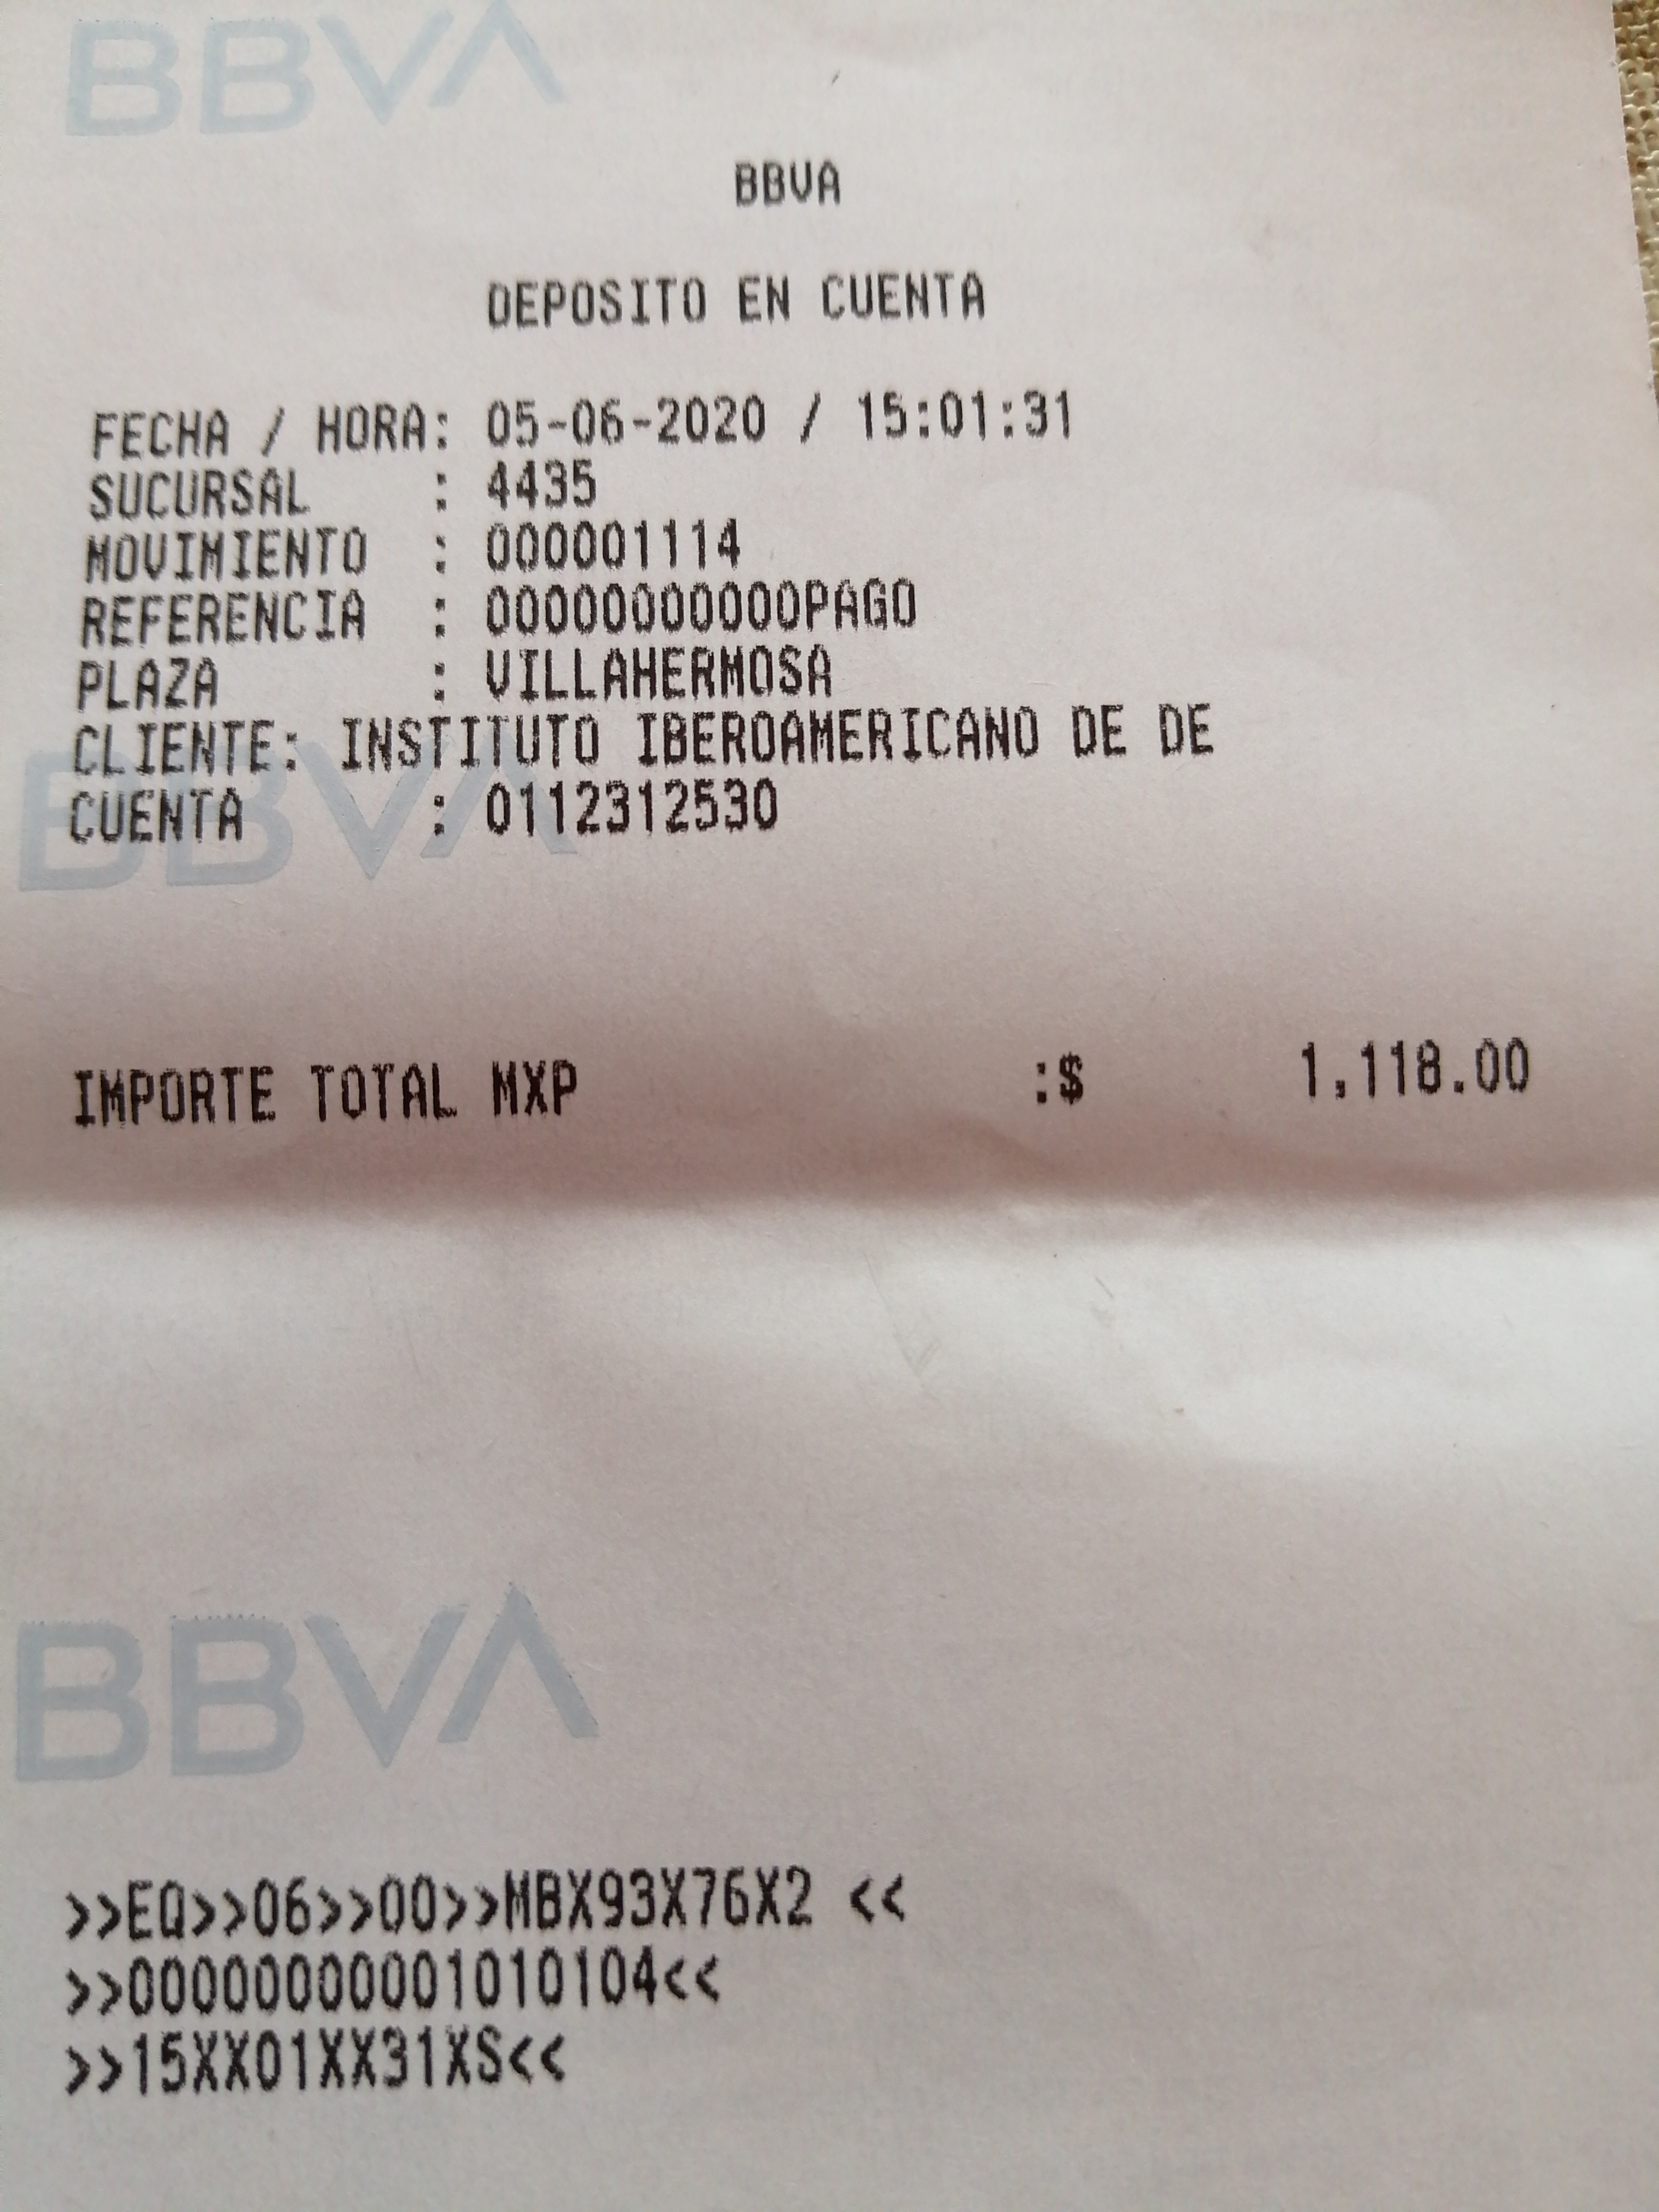 BBVA
BBVA
DEPOSITO EN CUENTA
FECHA / HORA: 05-06-2020 / 15:01:31
SUCURSAL : 4435
MOVIMIENTO : 000001114
REFERENCIA : 00000000000PAGO
PLAZA : VILLAHERMOSA
CLIENTE: INSTITUTO IBEROAMERICANO DE DE
CUENTA : 0112312530
BBVA
IMPORTE TOTAL MXP :$ 1,118.00
BBVA
>>EQ>>06>>00>>MBX93X76X2 <<
>>00000000001010104<<
>>15XX01XX31XS<<